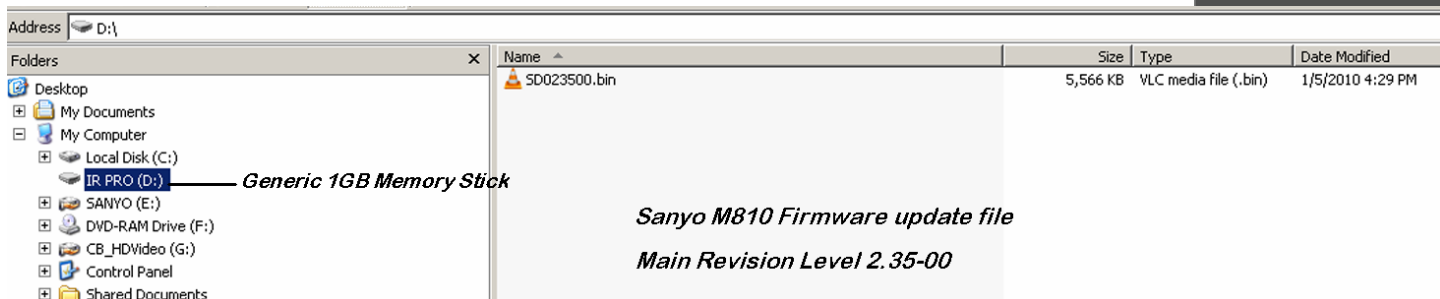 Address D:\
Folders x Name Size Type Date Modified
Desktop SD023500.bin 5,566 KB VLC media file (.bin) 1/5/2010 4:29 PM
My Documents
My Computer
Local Disk (C:)
IR PRO (D:) Generic 1GB Memory Stick
SANYO (E:)
DVD-RAM Drive (F:)
CB_HDVideo (G:)
Control Panel
Shared Documents
Sanyo M810 Firmware update file
Main Revision Level 2.35-00